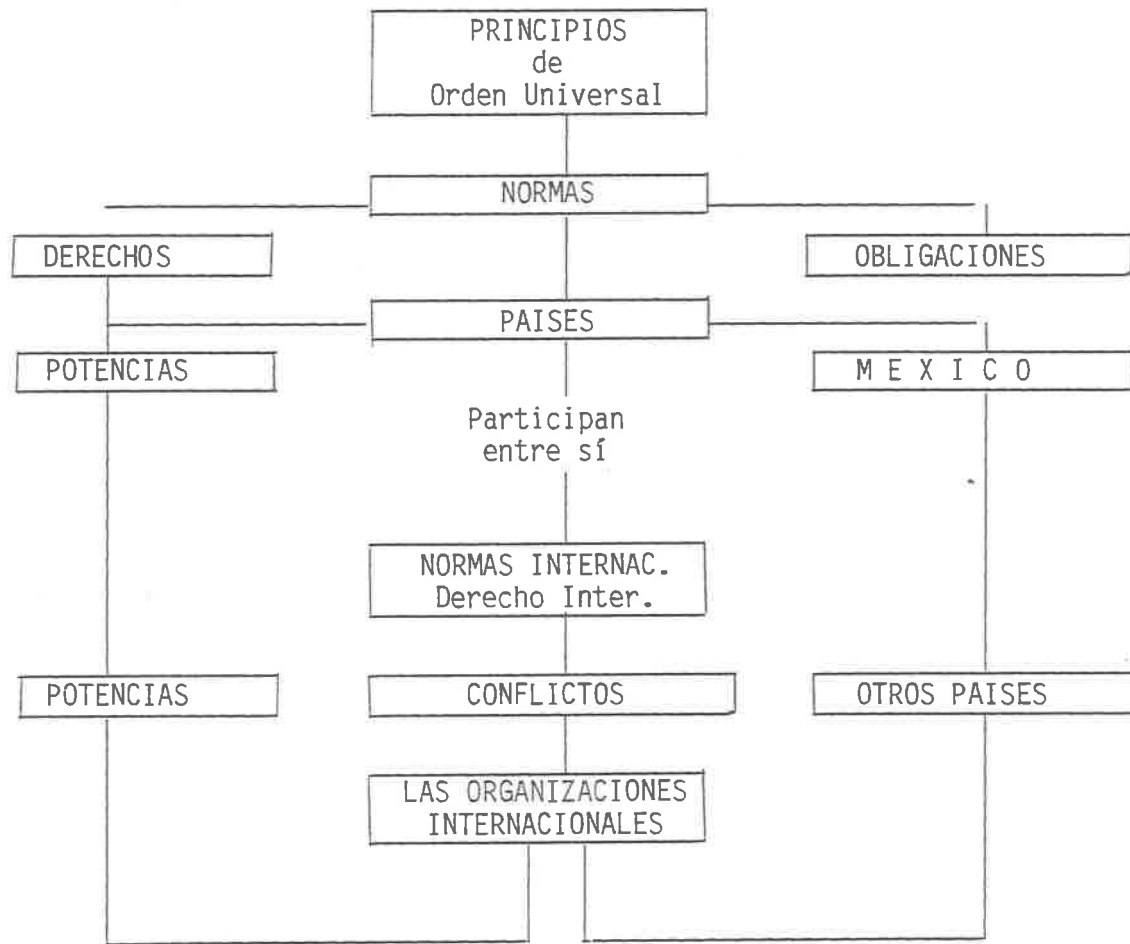 PRINCIPIOS
de
Orden Universal
NORMAS
DERECHOS
OBLIGACIONES
PAISES
POTENCIAS
M E X I C O
Participan
entre sí
NORMAS INTERNAC.
Derecho Inter.
POTENCIAS
CONFLICTOS
OTROS PAISES
LAS ORGANIZACIONES
INTERNACIONALES